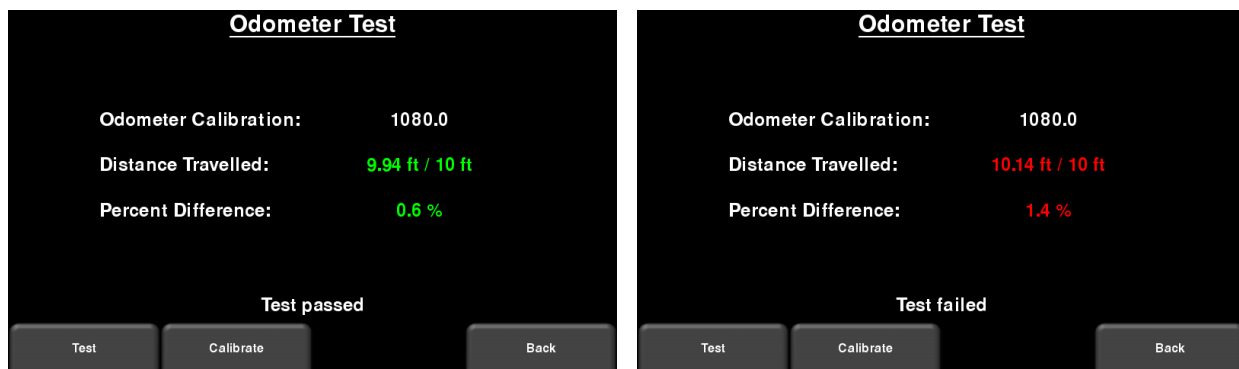 Odometer Test
Odometer Calibration: 1080.0
Distance Travelled: 9.94 ft / 10 ft
Percent Difference: 0.6 %
Test passed
Test Calibrate Back
Odometer Test
Odometer Calibration: 1080.0
Distance Travelled: 10.14 ft / 10 ft
Percent Difference: 1.4 %
Test failed
Test Calibrate Back